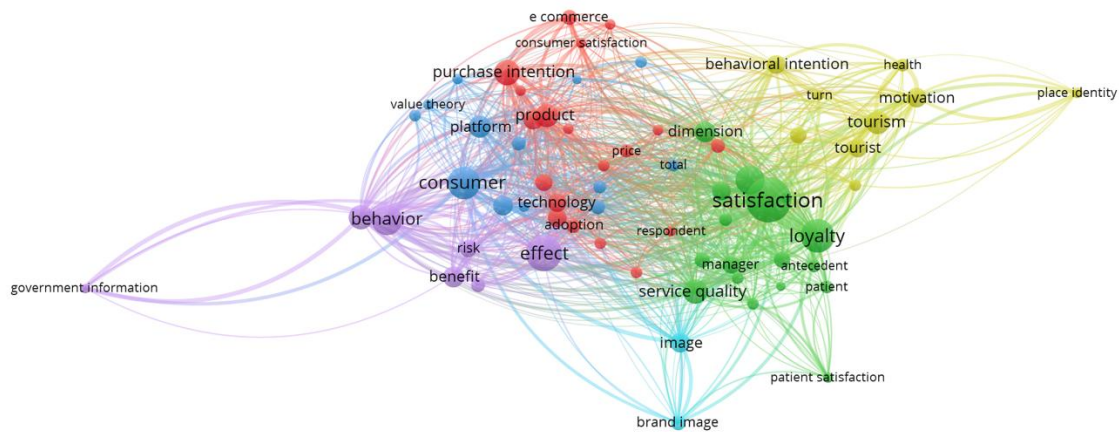 e commerce
consumer satisfaction
purchase intention
behavioral intention
health
turn
motivation
place identity
value theory
product
platform
dimension
tourism
tourist
price
total
consumer
satisfaction
technology
behavior
adoption
respondent
loyalty
risk
effect
benefit
manager
antecedent
government information
service quality
patient
image
patient satisfaction
brand image